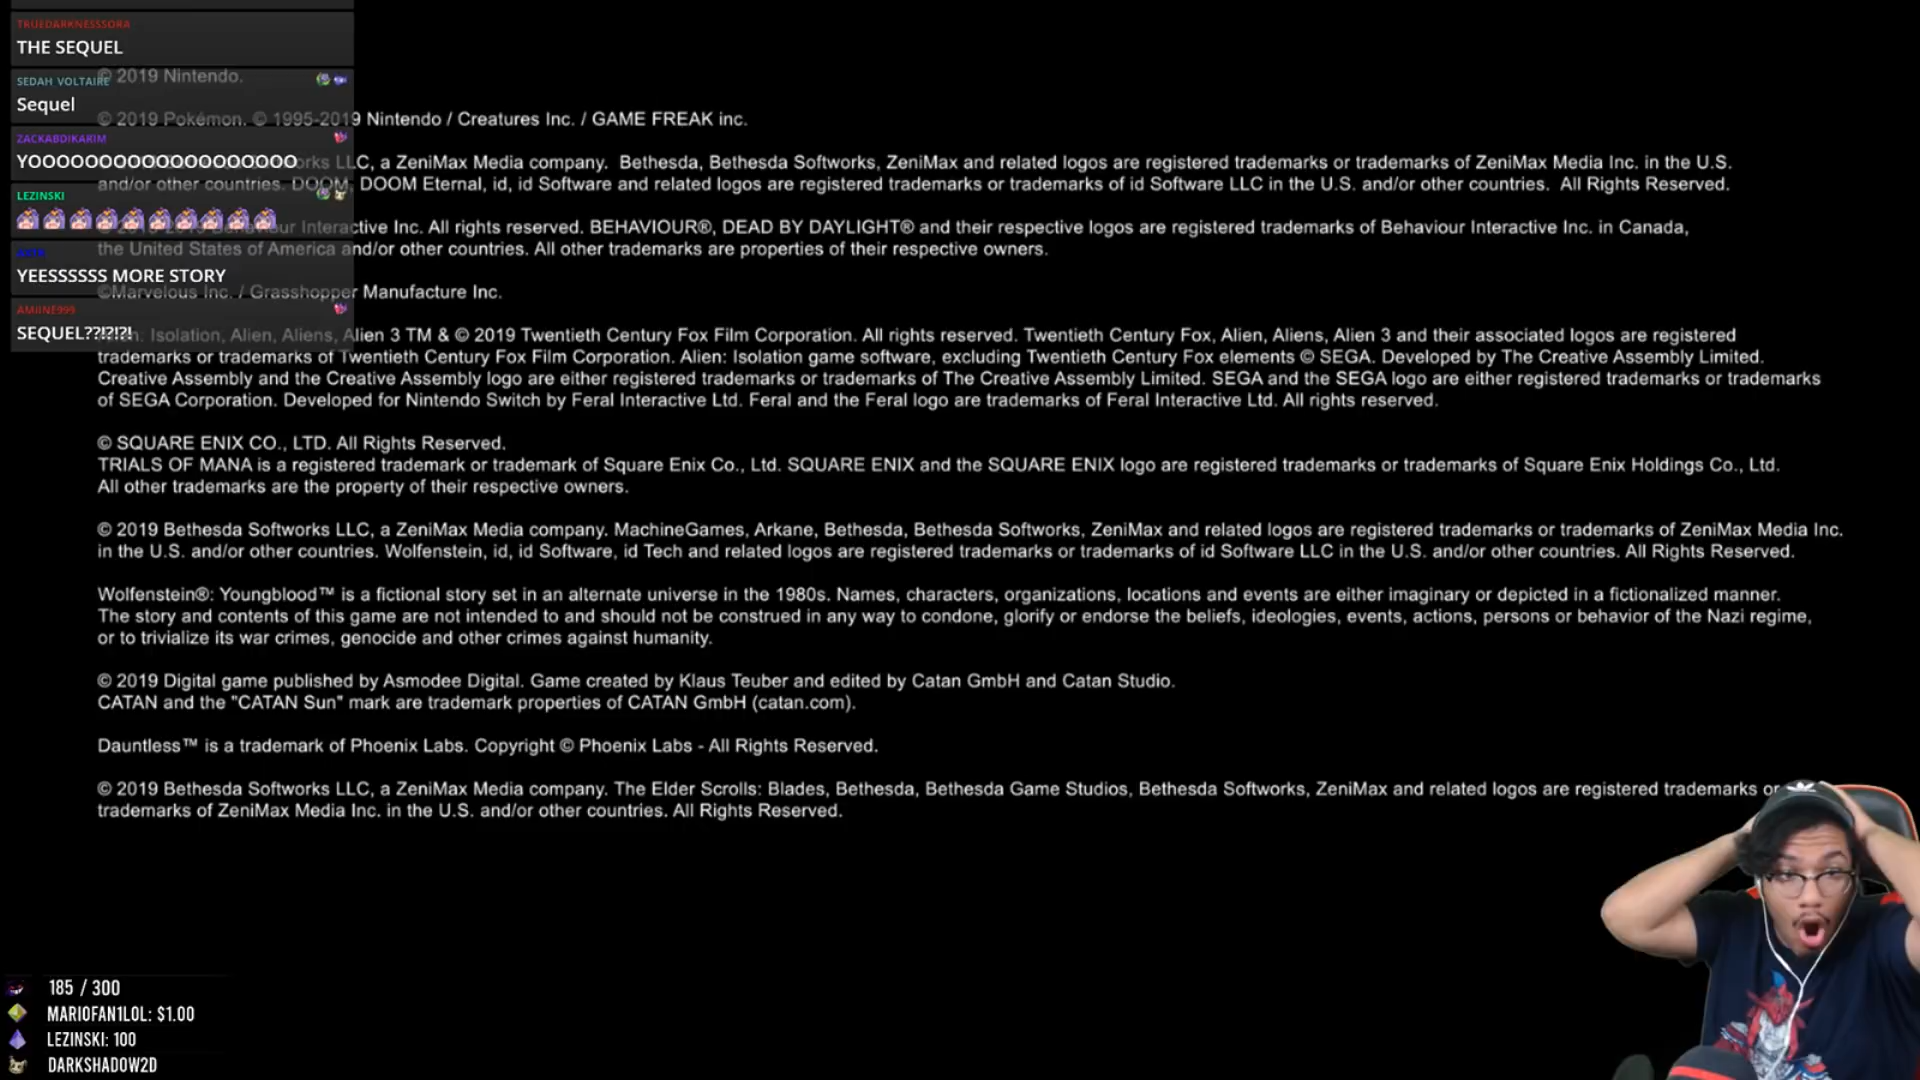 TRUEDARKNESSSORA
THE SEQUEL
SEDAH VOLTAIRE
Sequel
ZACKABDIKARIM
YOOOOOOOOOOOOOOOOOOO
LEZINSKI
YEESSSSSS MORE STORY
AMIINE999
SEQUEL??!?!?!
© 2019 Nintendo.
© 2019 Pokémon. © 1995-2019 Nintendo / Creatures Inc. / GAME FREAK inc.
rks LLC, a ZeniMax Media company. Bethesda, Bethesda Softworks, ZeniMax and related logos are registered trademarks or trademarks of ZeniMax Media Inc. in the U.S.
and/or other countries. DOOM, DOOM Eternal, id, id Software and related logos are registered trademarks or trademarks of id Software LLC in the U.S. and/or other countries. All Rights Reserved.
ur Interactive Inc. All rights reserved. BEHAVIOUR®, DEAD BY DAYLIGHT® and their respective logos are registered trademarks of Behaviour Interactive Inc. in Canada,
the United States of America and/or other countries. All other trademarks are properties of their respective owners.
©Marvelous Inc. / Grasshopper Manufacture Inc.
: Isolation, Alien, Aliens, Alien 3 TM & © 2019 Twentieth Century Fox Film Corporation. All rights reserved. Twentieth Century Fox, Alien, Aliens, Alien 3 and their associated logos are registered
trademarks or trademarks of Twentieth Century Fox Film Corporation. Alien: Isolation game software, excluding Twentieth Century Fox elements © SEGA. Developed by The Creative Assembly Limited.
Creative Assembly and the Creative Assembly logo are either registered trademarks or trademarks of The Creative Assembly Limited. SEGA and the SEGA logo are either registered trademarks or trademarks
of SEGA Corporation. Developed for Nintendo Switch by Feral Interactive Ltd. Feral and the Feral logo are trademarks of Feral Interactive Ltd. All rights reserved.
© SQUARE ENIX CO., LTD. All Rights Reserved.
TRIALS OF MANA is a registered trademark or trademark of Square Enix Co., Ltd. SQUARE ENIX and the SQUARE ENIX logo are registered trademarks or trademarks of Square Enix Holdings Co., Ltd.
All other trademarks are the property of their respective owners.
© 2019 Bethesda Softworks LLC, a ZeniMax Media company. MachineGames, Arkane, Bethesda, Bethesda Softworks, ZeniMax and related logos are registered trademarks or trademarks of ZeniMax Media Inc.
in the U.S. and/or other countries. Wolfenstein, id, id Software, id Tech and related logos are registered trademarks or trademarks of id Software LLC in the U.S. and/or other countries. All Rights Reserved.
Wolfenstein®: Youngblood™ is a fictional story set in an alternate universe in the 1980s. Names, characters, organizations, locations and events are either imaginary or depicted in a fictionalized manner.
The story and contents of this game are not intended to and should not be construed in any way to condone, glorify or endorse the beliefs, ideologies, events, actions, persons or behavior of the Nazi regime,
or to trivialize its war crimes, genocide and other crimes against humanity.
© 2019 Digital game published by Asmodee Digital. Game created by Klaus Teuber and edited by Catan GmbH and Catan Studio.
CATAN and the "CATAN Sun" mark are trademark properties of CATAN GmbH (catan.com).
Dauntless™ is a trademark of Phoenix Labs. Copyright © Phoenix Labs - All Rights Reserved.
© 2019 Bethesda Softworks LLC, a ZeniMax Media company. The Elder Scrolls: Blades, Bethesda, Bethesda Game Studios, Bethesda Softworks, ZeniMax and related logos are registered trademarks or
trademarks of ZeniMax Media Inc. in the U.S. and/or other countries. All Rights Reserved.
185 / 300
MARIOFAN1LOL: $1.00
LEZINSKI: 100
DARKSHADOW2D